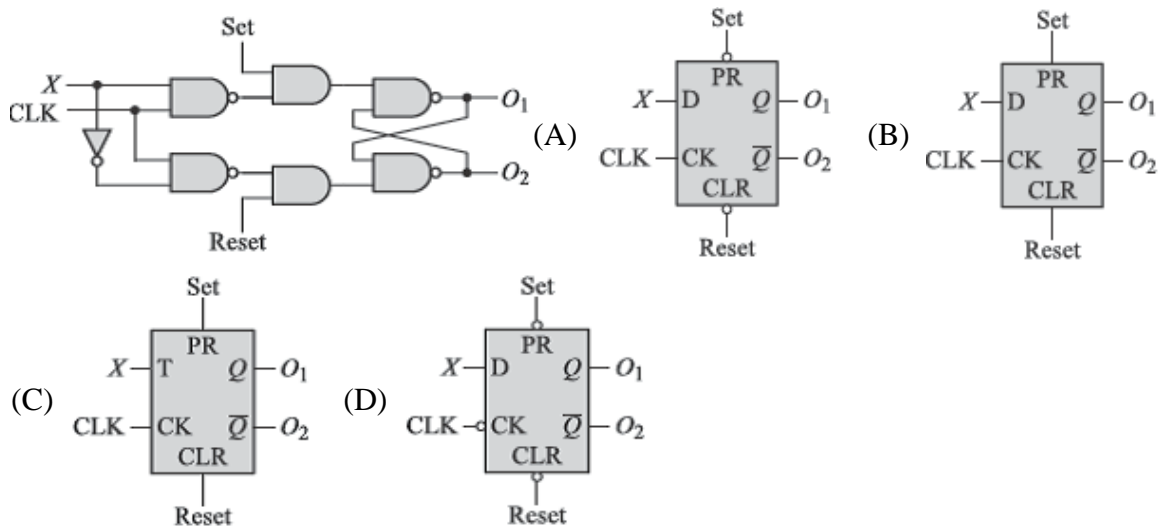 Set
X
CLK
O₁
O₂
Reset
(A)
Set
PR
X D Q O₁
CLK CK Q̅ O₂
CLR
Reset
(B)
Set
PR
X D Q O₁
CLK CK Q̅ O₂
CLR
Reset
(C)
Set
PR
X T Q O₁
CLK CK Q̅ O₂
CLR
Reset
(D)
Set
PR
X D Q O₁
CLK CK Q̅ O₂
CLR
Reset